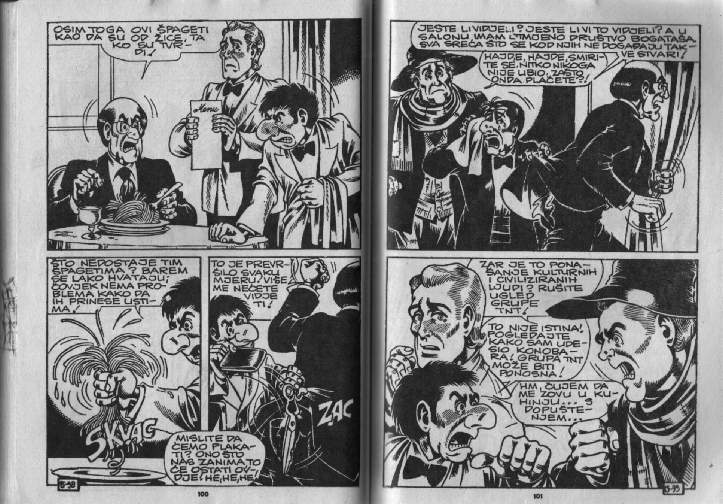 OSIM TOGA OVI ŠPAGETI
KAO DA SU OD ŽICE, TA
KO SU TVR-
DI!
Menu
ŠTO NEDOSTAJE TIM
ŠPAGETIMA? BAREM
SE LAKO HVATAJU,
ČOVJEK NEMA PRO-
BLEMA KAKO DA
IH PRINESE USTI-
MA!
SKVAC
TO JE PREVR-
ŠILO SVAKU
MJERU! VIŠE
ME NEĆETE
VIDJE
TI!
MISLITE DA
ĆEMO PLAKA-
TI? ONO ŠTO
NAS ZANIMA TO
ĆE OSTATI OV-
DJE! HE, HE, HE!
ZAC
100
JESTE LI VIDJELI? JESTE LI VI TO VIDJELI? A U
SALONU IMAM UTMJENO DRUŠTVO BOGATAŠA.
SVA SREĆA ŠTO SE KOD NJIH NE DOGAĐAJU TAK-
VE STVARI!
HAJDE, HAJDE, SMIRI-
TE SE. NITKO NIKOGA
NIJE UBIO, ZAŠTO
ONDA PLAČETE?!
ZAR JE TO PONA-
ŠANJE KULTURNIH
CIVILIZIRANIH
LJUDI? RUŠITE
UGLED
GRUPE
TNT!
TO NIJE ISTINA!
POGLEDAJTE
KAKO SAM UDE-
SIO KONOBA-
RA! GRUPA TNT
MOŽE BITI
PONOSNA!
HM, ČUJEM DA
ME ZOVU U KU-
HINJU... S
DOPUŠTE-
NJEM...
101